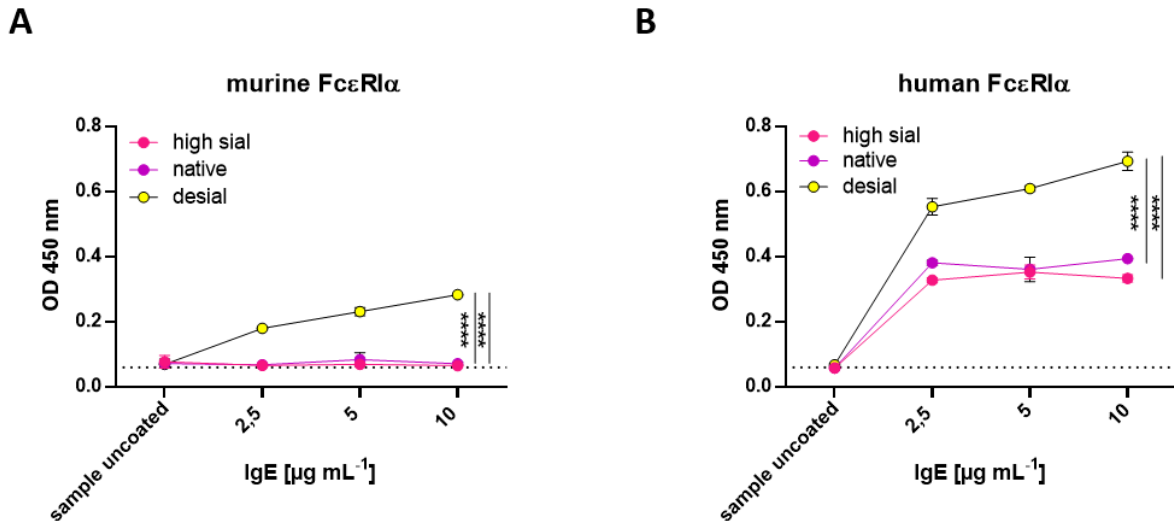 A
murine FcεRIα
0.8
0.6
0.4
0.2
0.0
OD 450 nm
high sial
native
desial
****
****
sample uncoated
2,5
5
10
IgE [µg mL⁻¹]
B
human FcεRIα
0.8
0.6
0.4
0.2
0.0
OD 450 nm
high sial
native
desial
****
****
sample uncoated
2,5
5
10
IgE [µg mL⁻¹]